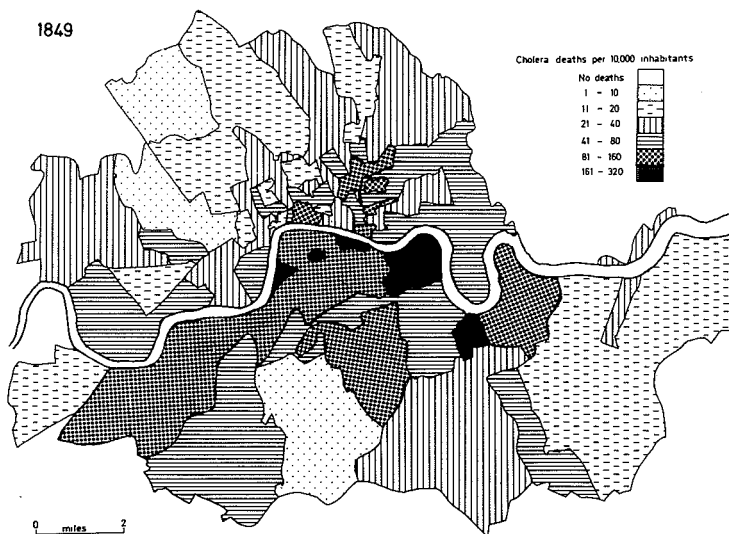 1849
Cholera deaths per 10,000 inhabitants
No deaths
1 - 10
11 - 20
21 - 40
41 - 80
81 - 160
161 - 320
0 miles 2